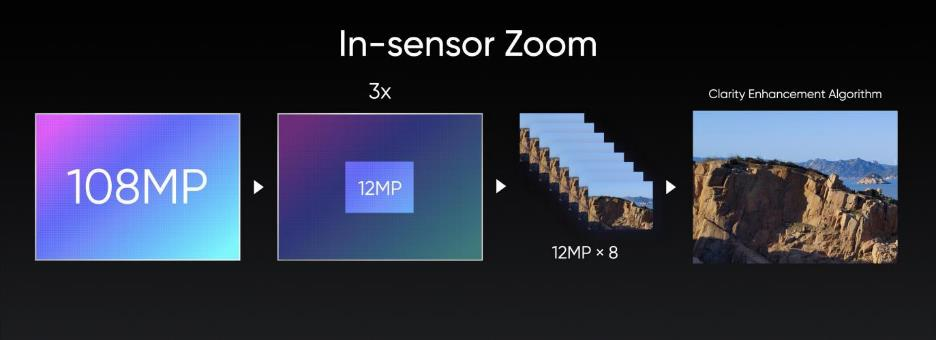 In-sensor Zoom
3x
Clarity Enhancement Algorithm
108MP
12MP
12MP × 8